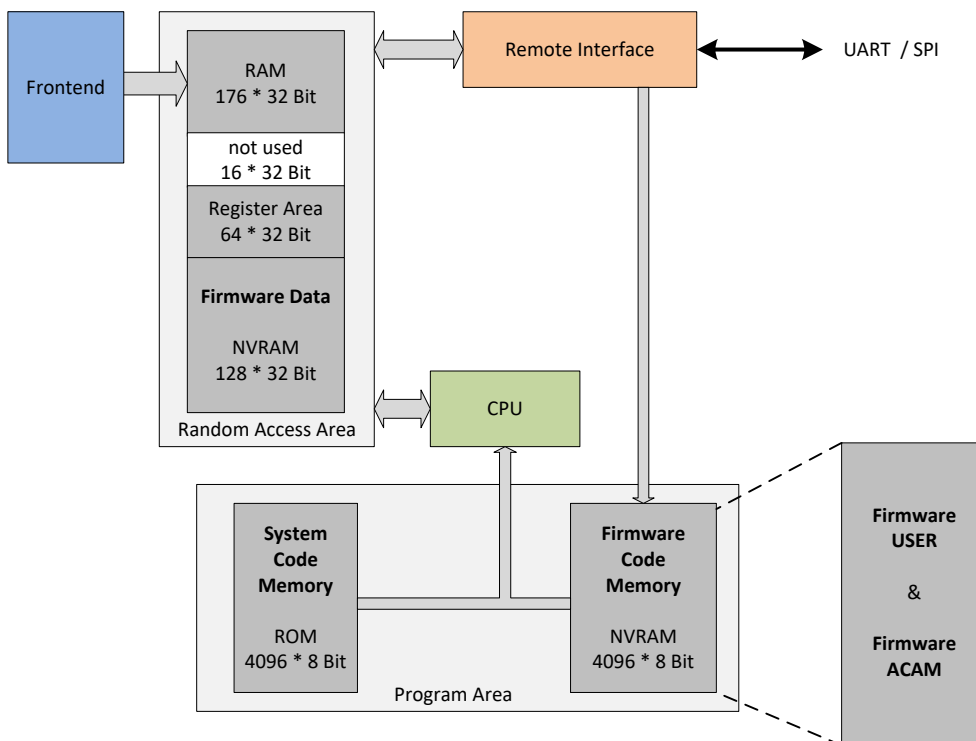 Frontend
RAM
176 * 32 Bit
not used
16 * 32 Bit
Register Area
64 * 32 Bit
Firmware Data
NVRAM
128 * 32 Bit
Random Access Area
Remote Interface
UART / SPI
CPU
System
Code
Memory
ROM
4096 * 8 Bit
Firmware
Code
Memory
NVRAM
4096 * 8 Bit
Program Area
Firmware
USER
&
Firmware
ACAM